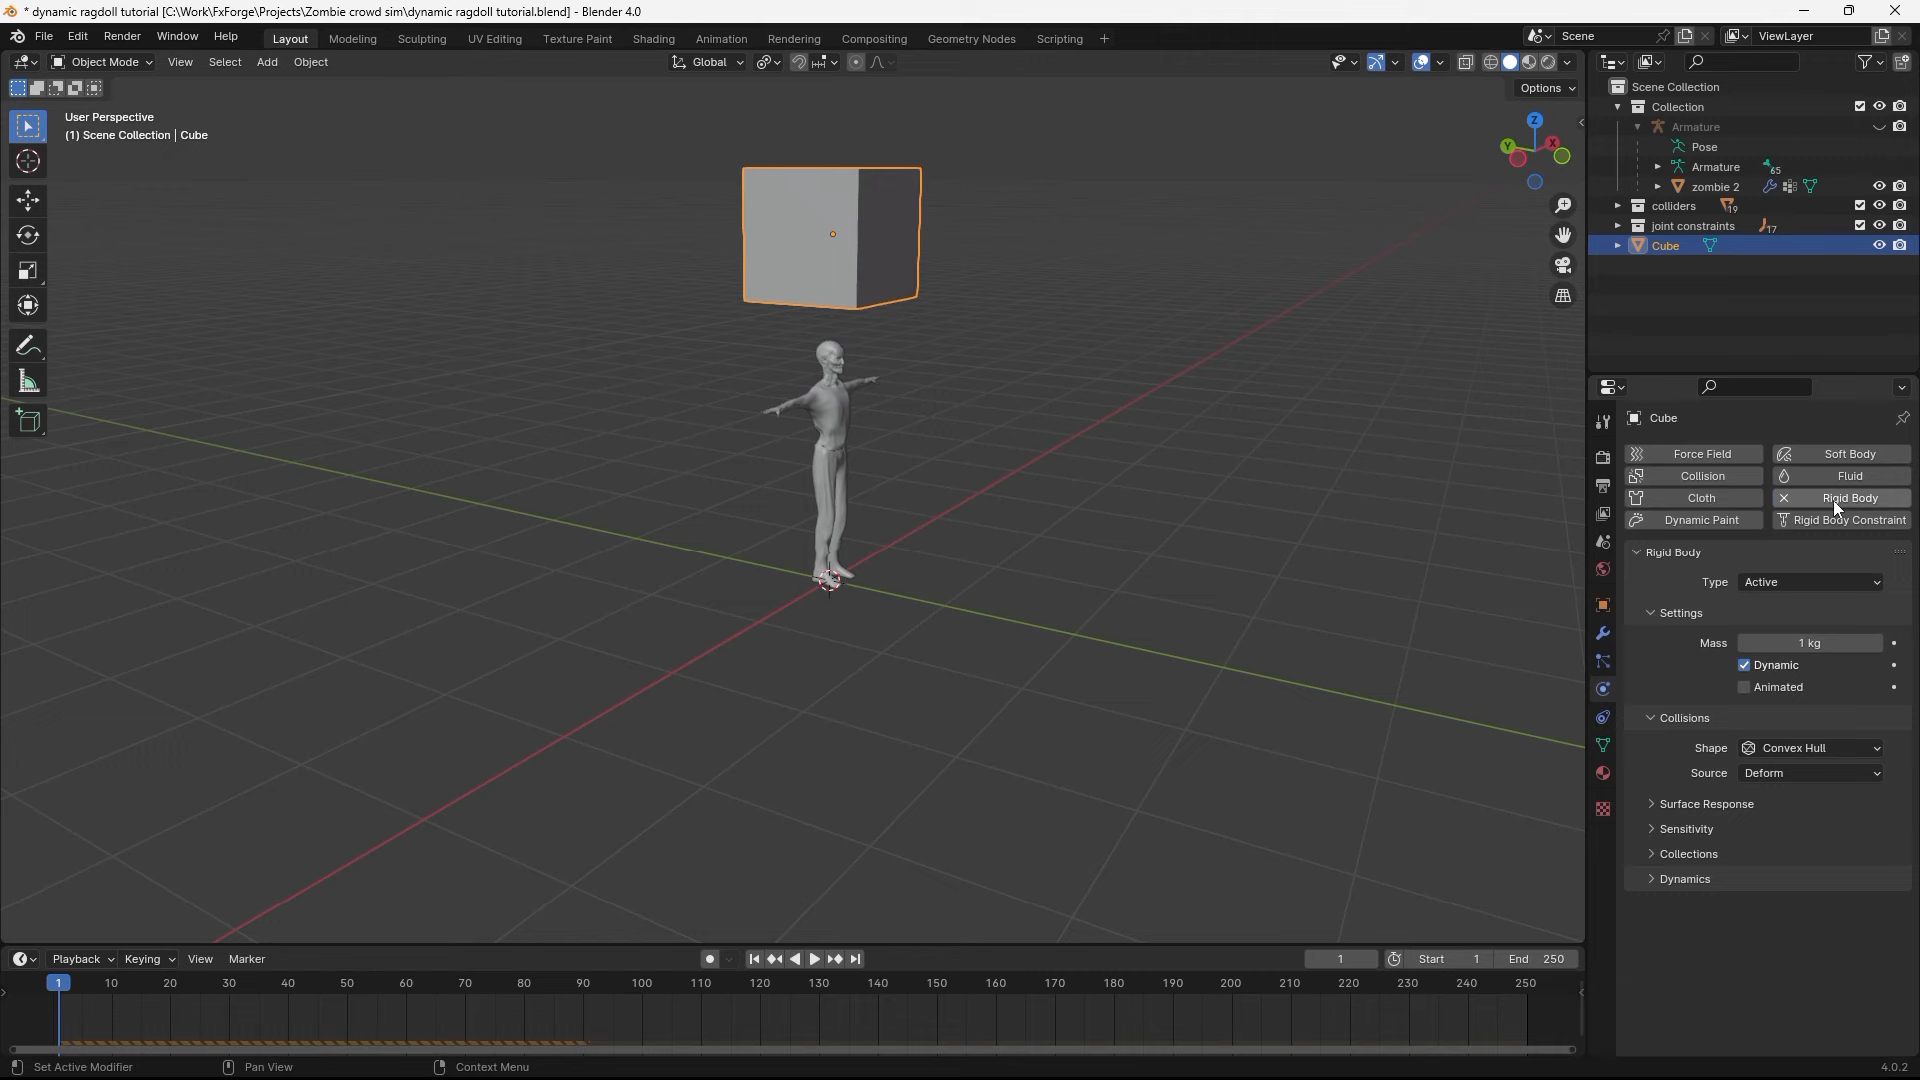 * dynamic ragdoll tutorial [C:\Work\FxForge\Projects\Zombie crowd sim\dynamic ragdoll tutorial.blend] - Blender 4.0
File Edit Render Window Help Layout Modeling Sculpting UV Editing Texture Paint Shading Animation Rendering Compositing Geometry Nodes Scripting + Scene ViewLayer
Object Mode View Select Add Object Global
Options
User Perspective
(1) Scene Collection | Cube
Z
Y
X
Scene Collection
Collection
Armature
Pose
Armature 65
zombie 2
colliders 19
joint constraints 17
Cube
Cube
Force Field Soft Body
Collision Fluid
Cloth Rigid Body
Dynamic Paint Rigid Body Constraint
Rigid Body
Type Active
Settings
Mass 1 kg
Dynamic
Animated
Collisions
Shape Convex Hull
Source Deform
Surface Response
Sensitivity
Collections
Dynamics
Playback Keying View Marker 1 Start 1 End 250
1 10 20 30 40 50 60 70 80 90 100 110 120 130 140 150 160 170 180 190 200 210 220 230 240 250
Set Active Modifier Pan View Context Menu 4.0.2